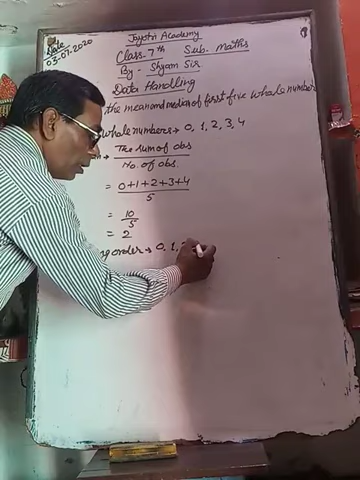 Jayotri Academy
Date
03-07-2020
Class-7th Sub. Maths
By:- Shyam Sir
Data Handling
the mean and median of first five whole numbers
whole numbers → 0, 1, 2, 3, 4
= The sum of obs
No. of obs.
= 0+1+2+3+4
5
= 10
5
= 2
order → 0, 1,